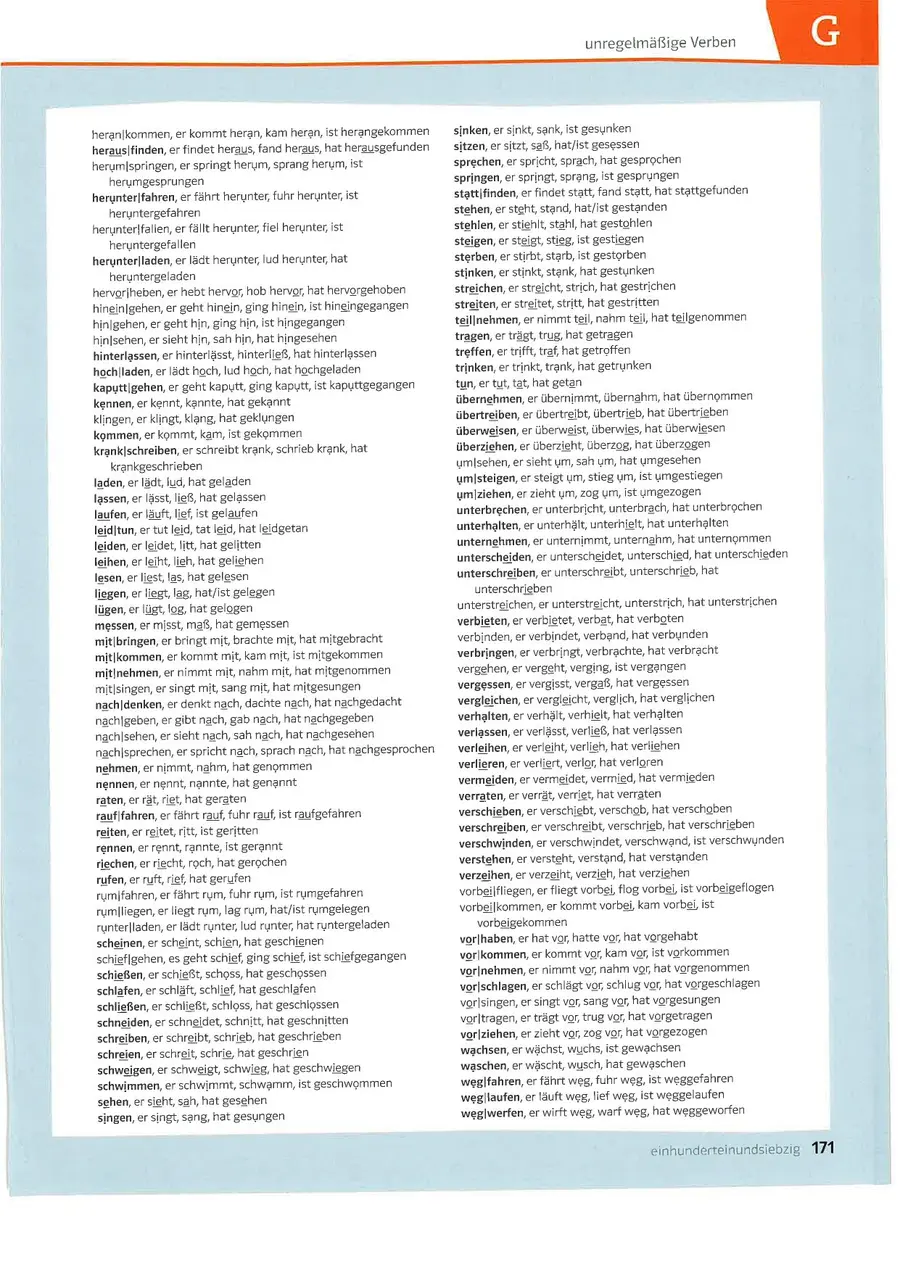 unregelmäßige Verben
G
heran|kommen, er kommt heran, kam heran, ist herangekommen
heraus|finden, er findet heraus, fand heraus, hat herausgefunden
herum|springen, er springt herum, sprang herum, ist
herumgesprungen
herunter|fahren, er fährt herunter, fuhr herunter, ist
heruntergefahren
herunter|fallen, er fällt herunter, fiel herunter, ist
heruntergefallen
herunter|laden, er lädt herunter, lud herunter, hat
heruntergeladen
hervor|heben, er hebt hervor, hob hervor, hat hervorgehoben
hinein|gehen, er geht hinein, ging hinein, ist hineingegangen
hin|gehen, er geht hin, ging hin, ist hingegangen
hin|sehen, er sieht hin, sah hin, hat hingesehen
hinterlassen, er hinterlässt, hinterließ, hat hinterlassen
hoch|laden, er lädt hoch, lud hoch, hat hochgeladen
kaputt|gehen, er geht kaputt, ging kaputt, ist kaputtgegangen
kennen, er kennt, kannte, hat gekannt
klingen, er klingt, klang, hat geklungen
kommen, er kommt, kam, ist gekommen
krank|schreiben, er schreibt krank, schrieb krank, hat
krankgeschrieben
laden, er lädt, lud, hat geladen
lassen, er lässt, ließ, hat gelassen
laufen, er läuft, lief, ist gelaufen
leid|tun, er tut leid, tat leid, hat leidgetan
leiden, er leidet, litt, hat gelitten
leihen, er leiht, lieh, hat geliehen
lesen, er liest, las, hat gelesen
liegen, er liegt, lag, hat/ist gelegen
lügen, er lügt, log, hat gelogen
messen, er misst, maß, hat gemessen
mit|bringen, er bringt mit, brachte mit, hat mitgebracht
mit|kommen, er kommt mit, kam mit, ist mitgekommen
mit|nehmen, er nimmt mit, nahm mit, hat mitgenommen
mit|singen, er singt mit, sang mit, hat mitgesungen
nach|denken, er denkt nach, dachte nach, hat nachgedacht
nach|geben, er gibt nach, gab nach, hat nachgegeben
nach|sehen, er sieht nach, sah nach, hat nachgesehen
nach|sprechen, er spricht nach, sprach nach, hat nachgesprochen
nehmen, er nimmt, nahm, hat genommen
nennen, er nennt, nannte, hat genannt
raten, er rät, riet, hat geraten
rauf|fahren, er fährt rauf, fuhr rauf, ist raufgefahren
reiten, er reitet, ritt, ist geritten
rennen, er rennt, rannte, ist gerannt
riechen, er riecht, roch, hat gerochen
rufen, er ruft, rief, hat gerufen
rum|fahren, er fährt rum, fuhr rum, ist rumgefahren
rum|liegen, er liegt rum, lag rum, hat/ist rumgelegen
runter|laden, er lädt runter, lud runter, hat runtergeladen
scheinen, er scheint, schien, hat geschienen
schief|gehen, es geht schief, ging schief, ist schiefgegangen
schießen, er schießt, schoss, hat geschossen
schlafen, er schläft, schlief, hat geschlafen
schließen, er schließt, schloss, hat geschlossen
schneiden, er schneidet, schnitt, hat geschnitten
schreiben, er schreibt, schrieb, hat geschrieben
schreien, er schreit, schrie, hat geschrien
schweigen, er schweigt, schwieg, hat geschwiegen
schwimmen, er schwimmt, schwamm, ist geschwommen
sehen, er sieht, sah, hat gesehen
singen, er singt, sang, hat gesungen
sinken, er sinkt, sank, ist gesunken
sitzen, er sitzt, saß, hat/ist gesessen
sprechen, er spricht, sprach, hat gesprochen
springen, er springt, sprang, ist gesprungen
statt|finden, er findet statt, fand statt, hat stattgefunden
stehen, er steht, stand, hat/ist gestanden
stehlen, er stiehlt, stahl, hat gestohlen
steigen, er steigt, stieg, ist gestiegen
sterben, er stirbt, starb, ist gestorben
stinken, er stinkt, stank, hat gestunken
streichen, er streicht, strich, hat gestrichen
streiten, er streitet, stritt, hat gestritten
teil|nehmen, er nimmt teil, nahm teil, hat teilgenommen
tragen, er trägt, trug, hat getragen
treffen, er trifft, traf, hat getroffen
trinken, er trinkt, trank, hat getrunken
tun, er tut, tat, hat getan
übernehmen, er übernimmt, übernahm, hat übernommen
übertreiben, er übertreibt, übertrieb, hat übertrieben
überweisen, er überweist, überwies, hat überwiesen
überziehen, er überzieht, überzog, hat überzogen
um|sehen, er sieht um, sah um, hat umgesehen
um|steigen, er steigt um, stieg um, ist umgestiegen
um|ziehen, er zieht um, zog um, ist umgezogen
unterbrechen, er unterbricht, unterbrach, hat unterbrochen
unterhalten, er unterhält, unterhielt, hat unterhalten
unternehmen, er unternimmt, unternahm, hat unternommen
unterscheiden, er unterscheidet, unterschied, hat unterschieden
unterschreiben, er unterschreibt, unterschrieb, hat
unterschrieben
unterstreichen, er unterstreicht, unterstrich, hat unterstrichen
verbieten, er verbietet, verbat, hat verboten
verbinden, er verbindet, verband, hat verbunden
verbringen, er verbringt, verbrachte, hat verbracht
vergehen, er vergeht, verging, ist vergangen
vergessen, er vergisst, vergaß, hat vergessen
vergleichen, er vergleicht, verglich, hat verglichen
verhalten, er verhält, verhielt, hat verhalten
verlassen, er verlässt, verließ, hat verlassen
verleihen, er verleiht, verlieh, hat verliehen
verlieren, er verliert, verlor, hat verloren
vermeiden, er vermeidet, vermied, hat vermieden
verraten, er verrät, verriet, hat verraten
verschieben, er verschiebt, verschob, hat verschoben
verschreiben, er verschreibt, verschrieb, hat verschrieben
verschwinden, er verschwindet, verschwand, ist verschwunden
verstehen, er versteht, verstand, hat verstanden
verzeihen, er verzeiht, verzieh, hat verziehen
vorbei|fliegen, er fliegt vorbei, flog vorbei, ist vorbeigeflogen
vorbei|kommen, er kommt vorbei, kam vorbei, ist
vorbeigekommen
vor|haben, er hat vor, hatte vor, hat vorgehabt
vor|kommen, er kommt vor, kam vor, ist vorkommen
vor|nehmen, er nimmt vor, nahm vor, hat vorgenommen
vor|schlagen, er schlägt vor, schlug vor, hat vorgeschlagen
vor|singen, er singt vor, sang vor, hat vorgesungen
vor|tragen, er trägt vor, trug vor, hat vorgetragen
vor|ziehen, er zieht vor, zog vor, hat vorgezogen
wachsen, er wächst, wuchs, ist gewachsen
waschen, er wäscht, wusch, hat gewaschen
weg|fahren, er fährt weg, fuhr weg, ist weggefahren
weg|laufen, er läuft weg, lief weg, ist weggelaufen
weg|werfen, er wirft weg, warf weg, hat weggeworfen
einhunderteinundsiebzig 171